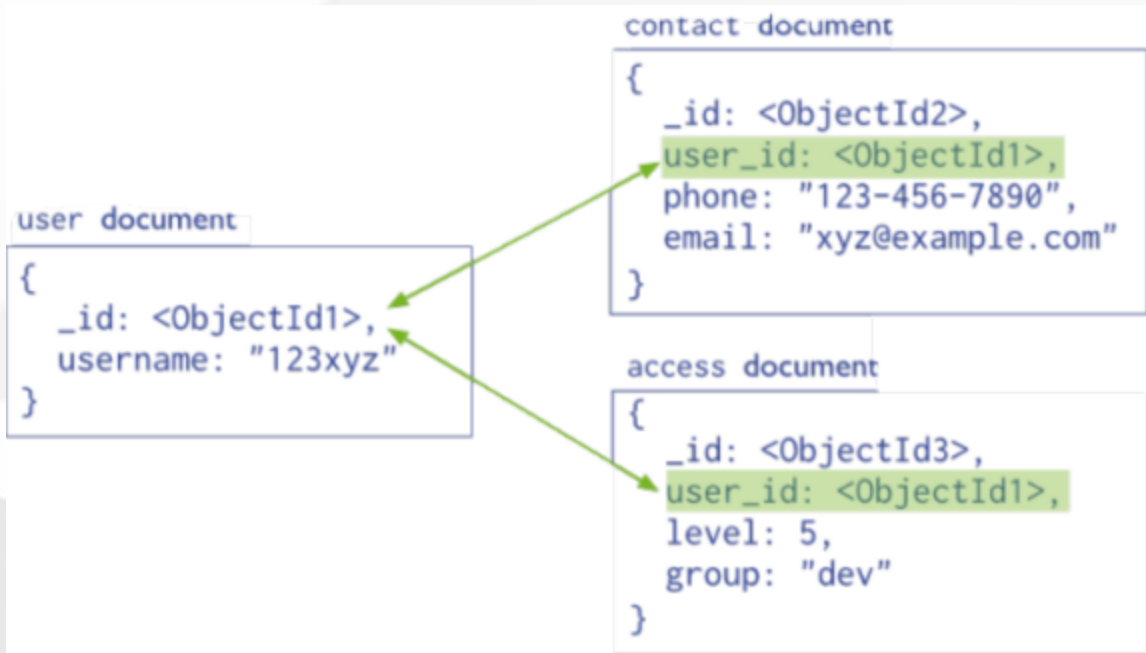 contact document
{
_id: <ObjectId2>,
user_id: <ObjectId1>,
phone: "123-456-7890",
email: "xyz@example.com"
}
user document
{
_id: <ObjectId1>,
username: "123xyz"
}
access document
{
_id: <ObjectId3>,
user_id: <ObjectId1>,
level: 5,
group: "dev"
}